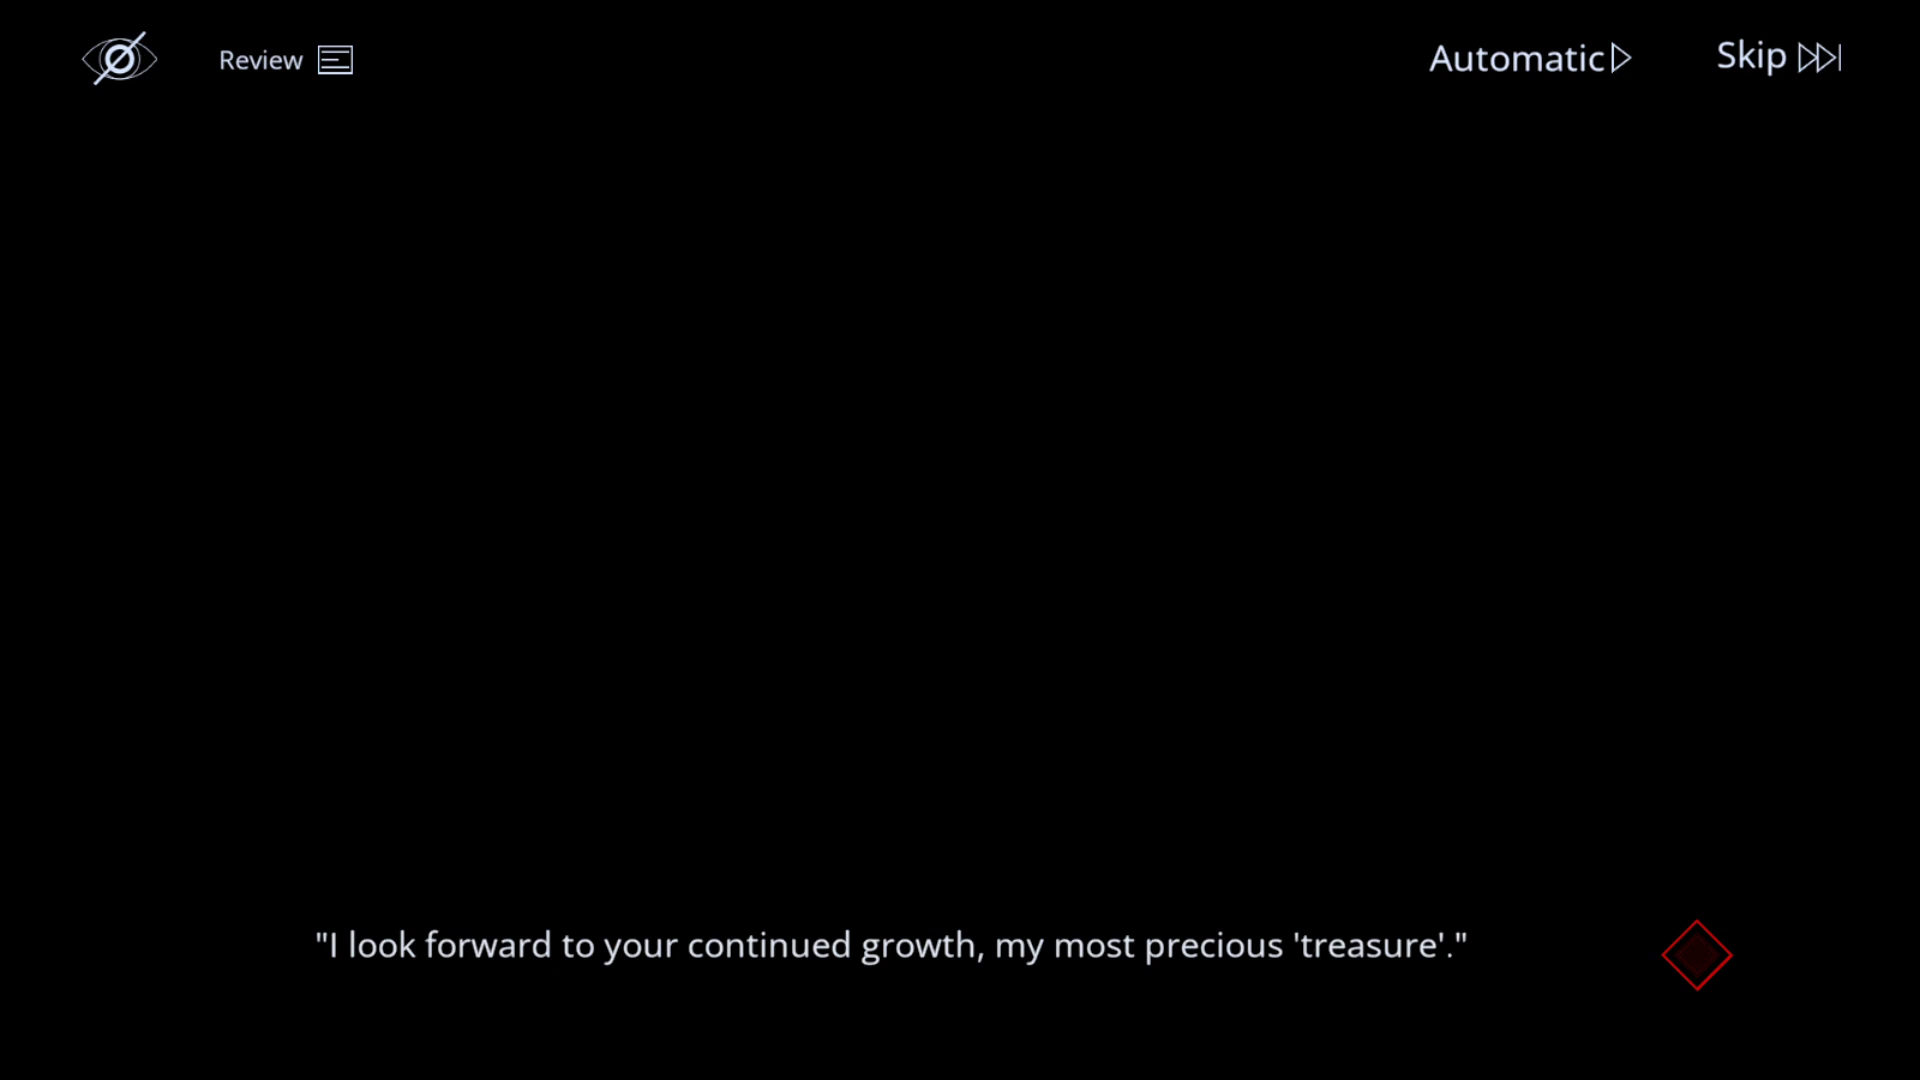 Review
Automatic
Skip
"I look forward to your continued growth, my most precious 'treasure'."